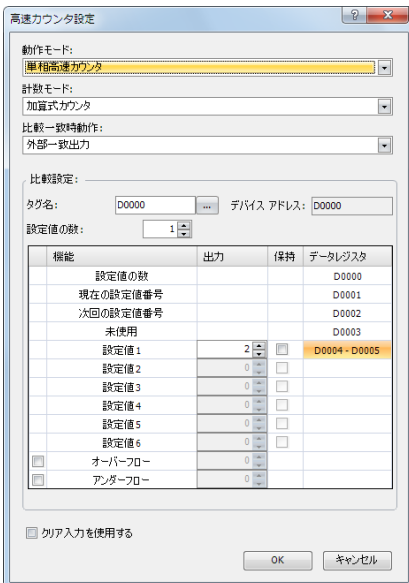 高速カウンタ設定
動作モード:
単相高速カウンタ
計数モード:
加算式カウンタ
比較一致時動作:
外部一致出力
比較設定:
タグ名: D0000 ... デバイス アドレス: D0000
設定値の数: 1
機能 出力 保持 データレジスタ
設定値の数 D0000
現在の設定値番号 D0001
次回の設定値番号 D0002
未使用 D0003
設定値1 2 D0004 - D0005
設定値2 0
設定値3 0
設定値4 0
設定値5 0
設定値6 0
オーバーフロー 0
アンダーフロー 0
クリア入力を使用する
OK キャンセル